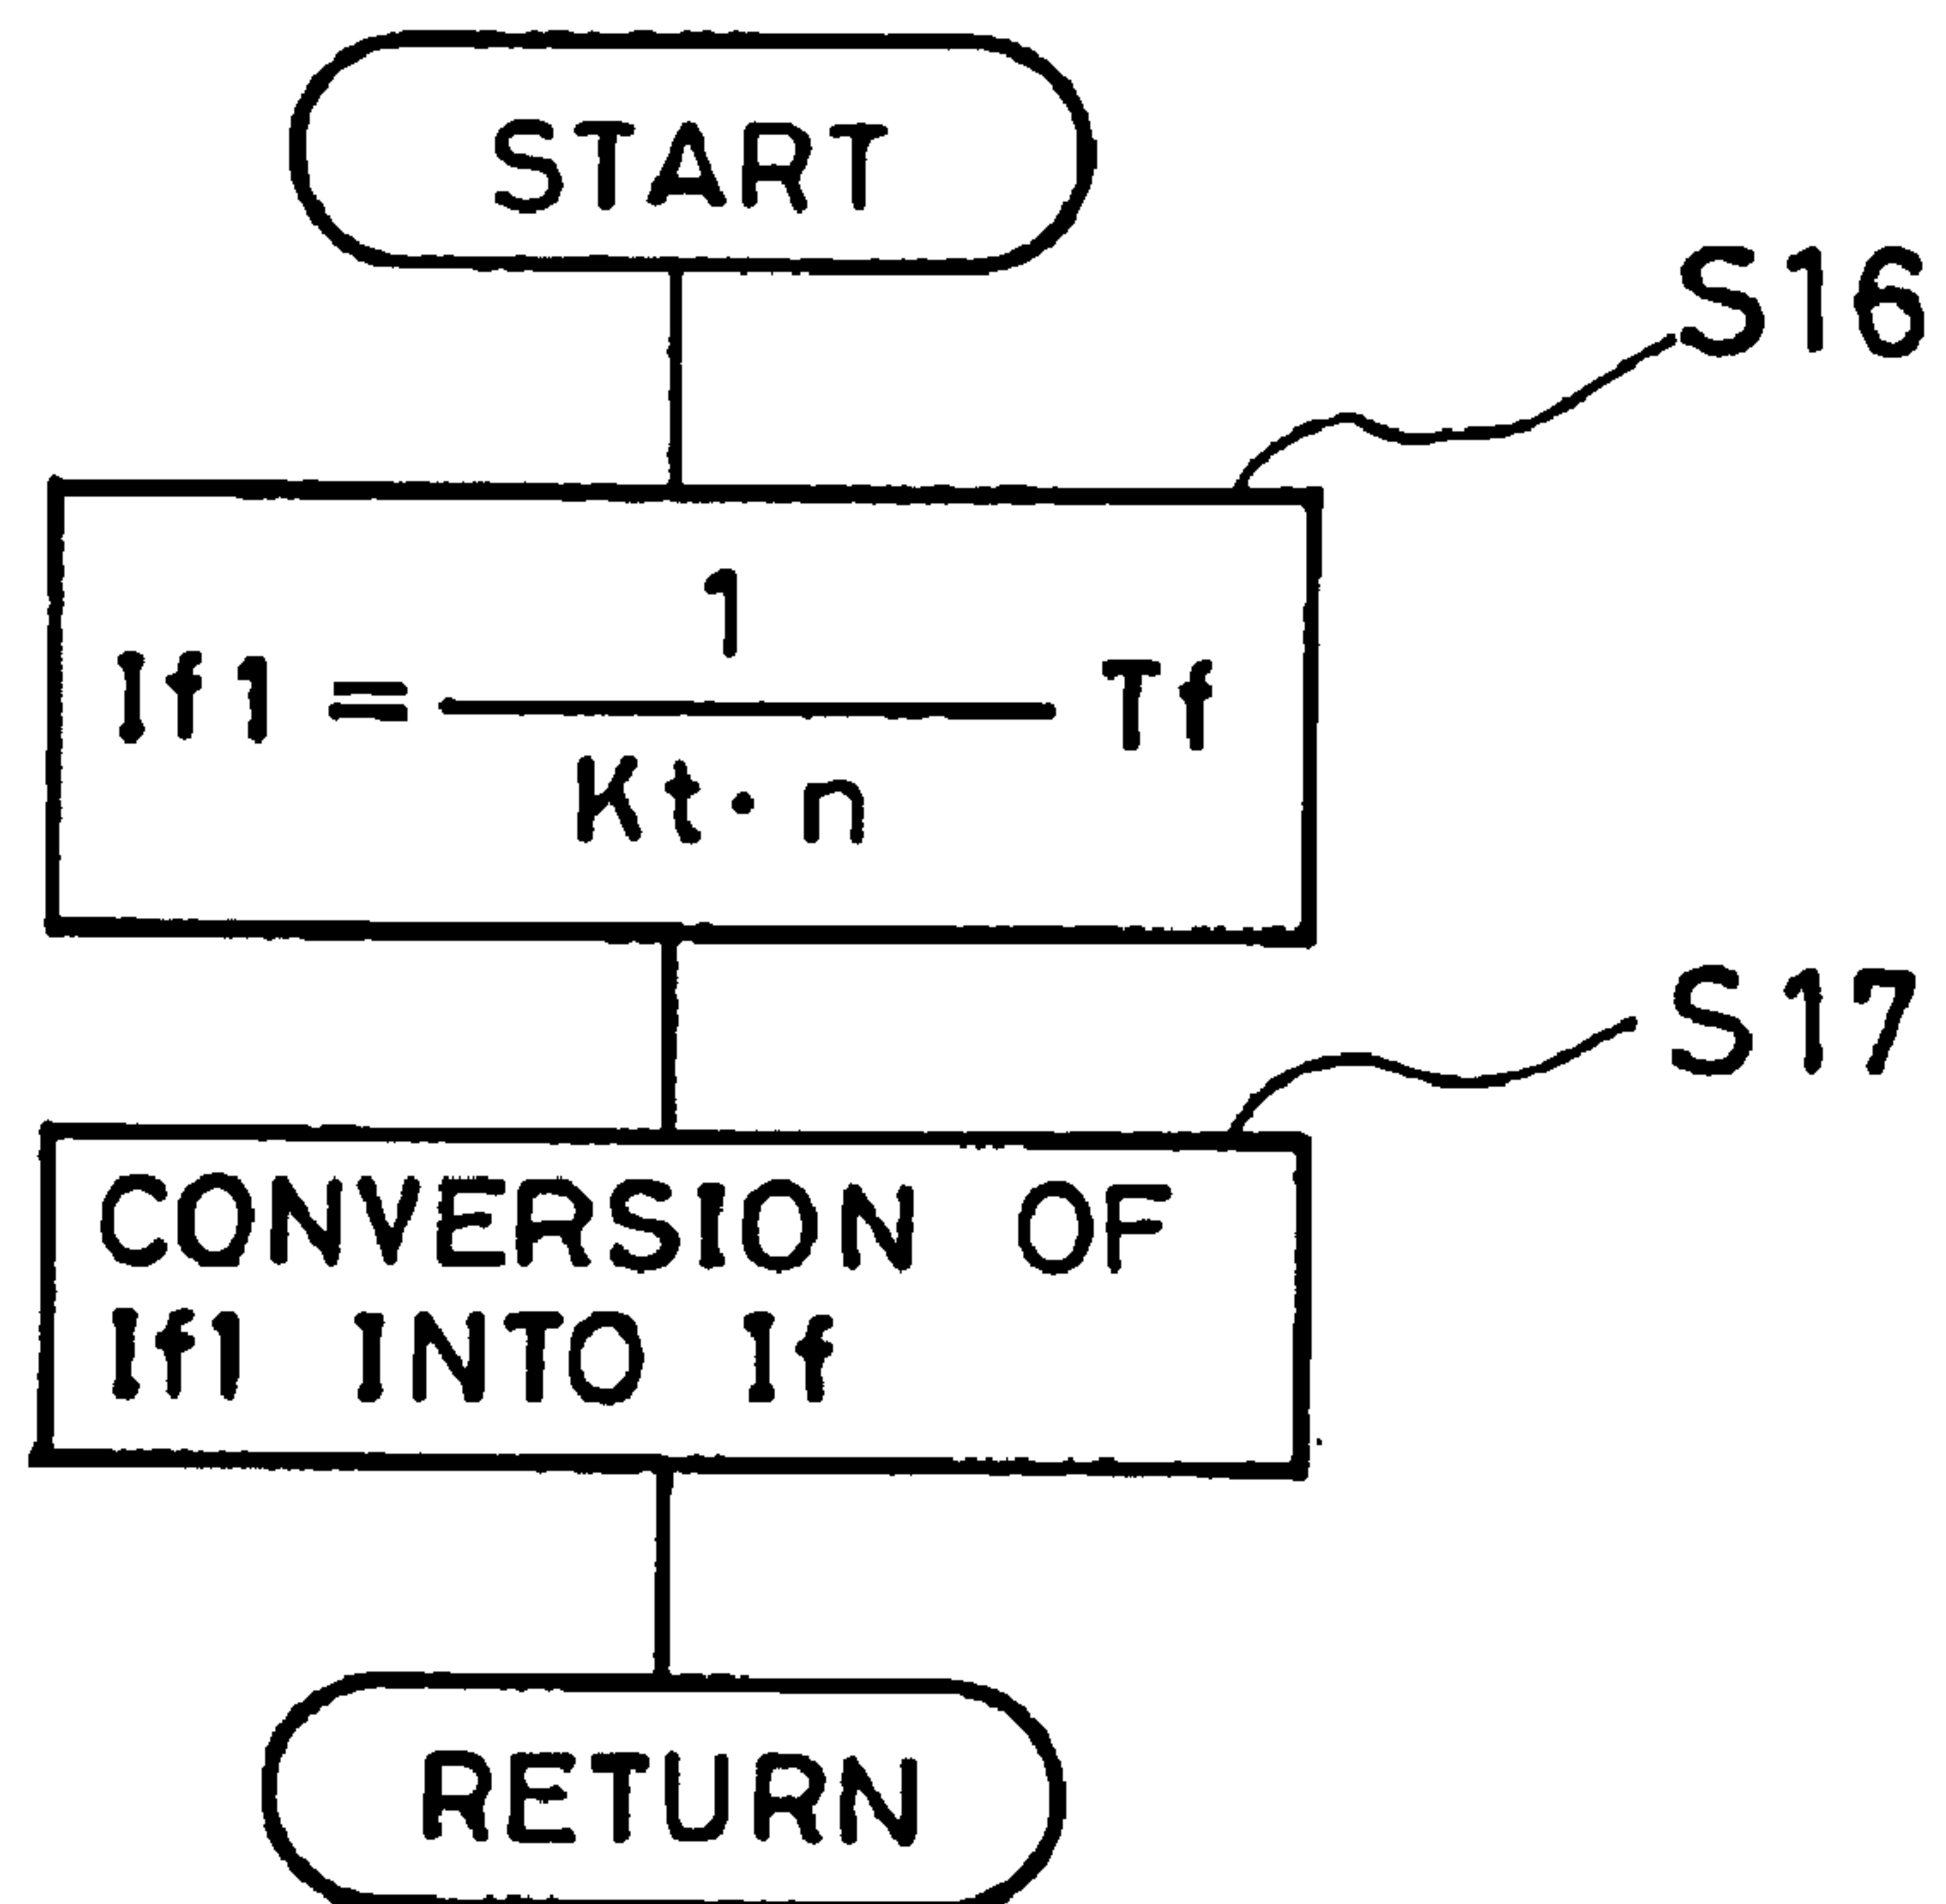 START
S16
If1 = 1 / Kt·n Tf
S17
CONVERSION OF
If1 INTO If
RETURN